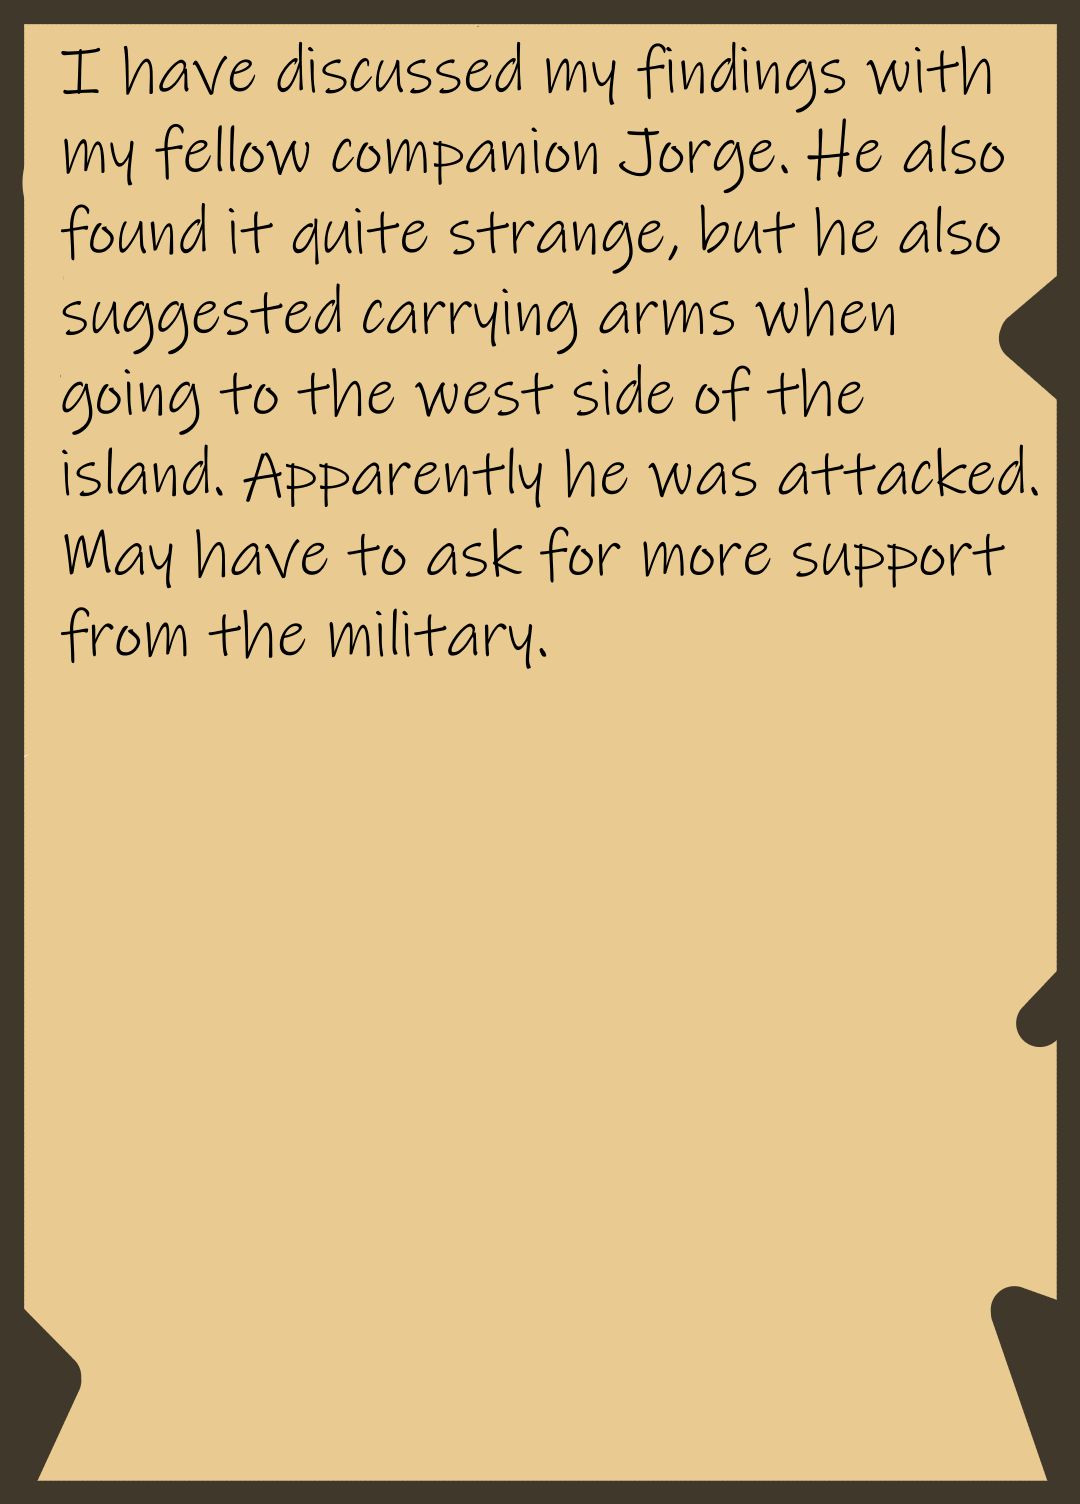 I have discussed my findings with
my fellow companion Jorge. He also
found it quite strange, but he also
suggested carrying arms when
going to the west side of the
island. Apparently he was attacked.
May have to ask for more support
from the military.